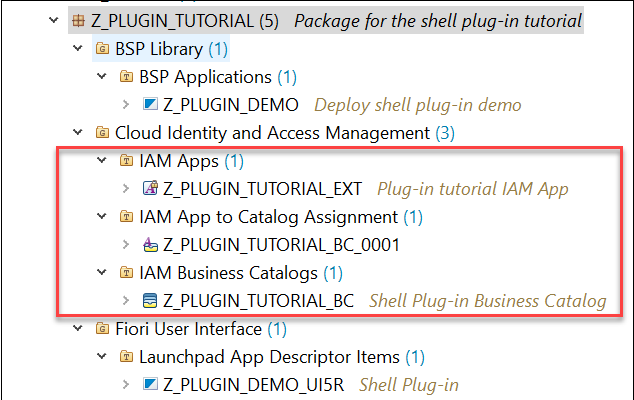 Z_PLUGIN_TUTORIAL (5) Package for the shell plug-in tutorial
BSP Library (1)
BSP Applications (1)
Z_PLUGIN_DEMO Deploy shell plug-in demo
Cloud Identity and Access Management (3)
IAM Apps (1)
Z_PLUGIN_TUTORIAL_EXT Plug-in tutorial IAM App
IAM App to Catalog Assignment (1)
Z_PLUGIN_TUTORIAL_BC_0001
IAM Business Catalogs (1)
Z_PLUGIN_TUTORIAL_BC Shell Plug-in Business Catalog
Fiori User Interface (1)
Launchpad App Descriptor Items (1)
Z_PLUGIN_DEMO_UI5R Shell Plug-in